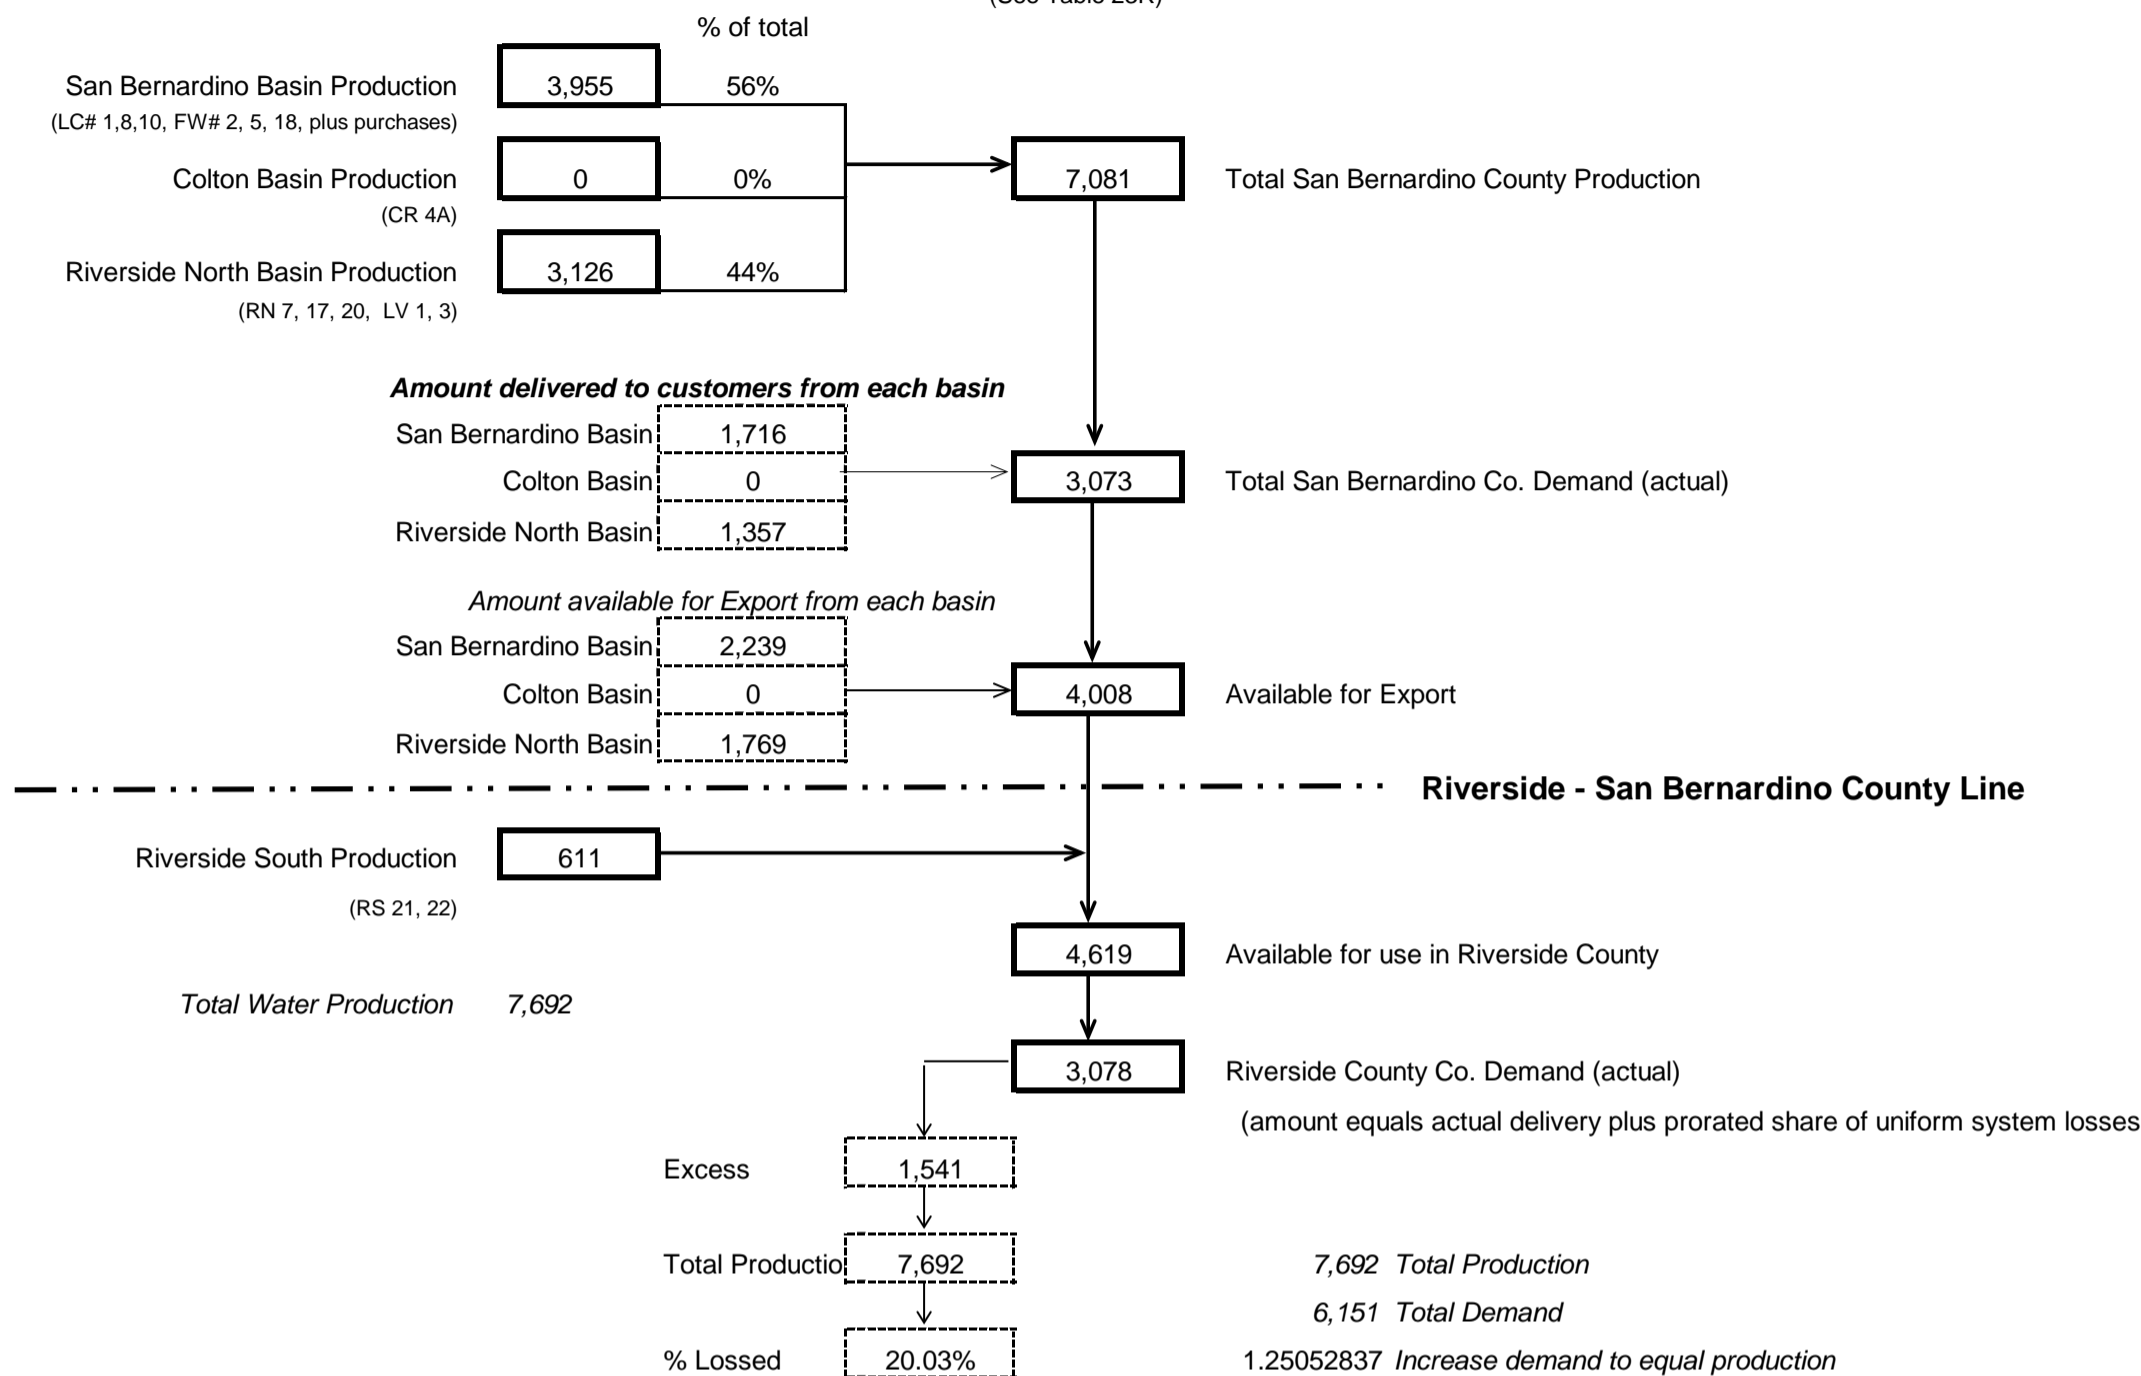 % of total
San Bernardino Basin Production 3,955 56%
(LC# 1,8,10, FW# 2, 5, 18, plus purchases)
Colton Basin Production 0 0% 7,081 Total San Bernardino County Production
(CR 4A)
Riverside North Basin Production 3,126 44%
(RN 7, 17, 20, LV 1, 3)
Amount delivered to customers from each basin
San Bernardino Basin 1,716
Colton Basin 0 3,073 Total San Bernardino Co. Demand (actual)
Riverside North Basin 1,357
Amount available for Export from each basin
San Bernardino Basin 2,239
Colton Basin 0 4,008 Available for Export
Riverside North Basin 1,769
Riverside - San Bernardino County Line
Riverside South Production 611
(RS 21, 22)
4,619 Available for use in Riverside County
Total Water Production 7,692
3,078 Riverside County Co. Demand (actual)
(amount equals actual delivery plus prorated share of uniform system losses
Excess 1,541
Total Productio 7,692 7,692 Total Production
6,151 Total Demand
% Lossed 20.03% 1.25052837 Increase demand to equal production